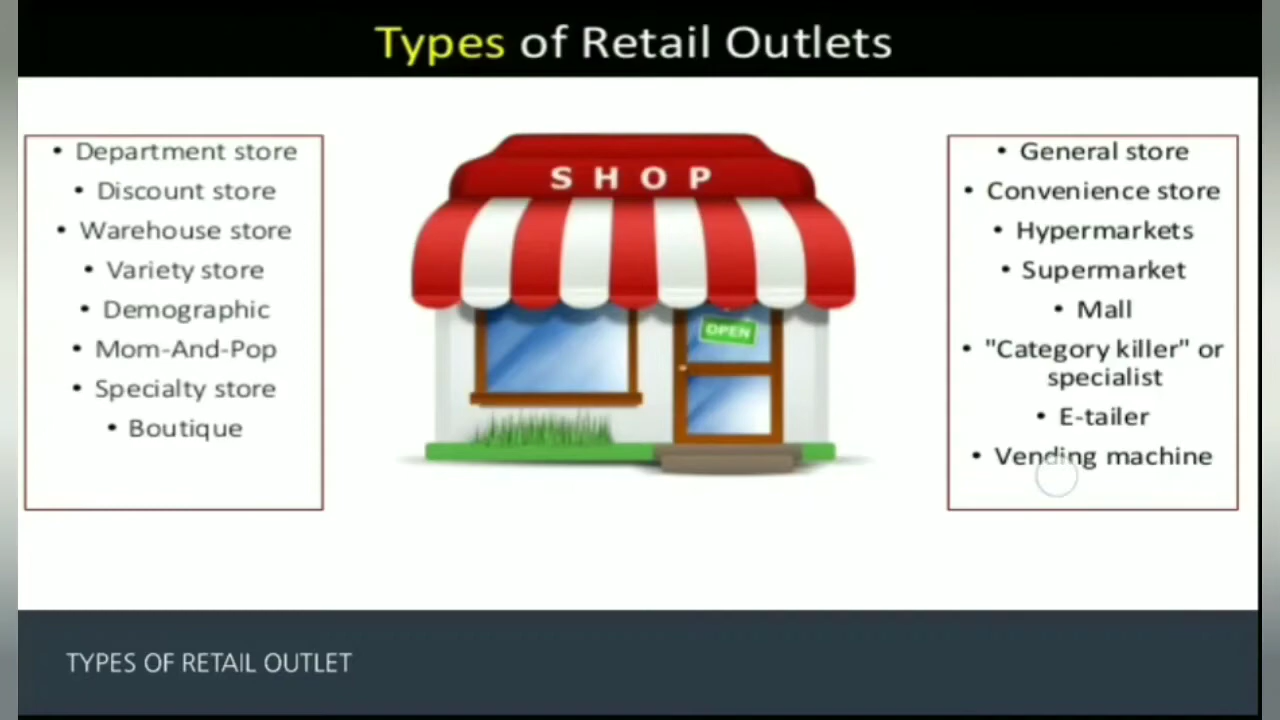 Types of Retail Outlets
• Department store
• Discount store
• Warehouse store
• Variety store
• Demographic
• Mom-And-Pop
• Specialty store
• Boutique
SHOP
OPEN
• General store
• Convenience store
• Hypermarkets
• Supermarket
• Mall
• "Category killer" or
specialist
• E-tailer
• Vending machine
TYPES OF RETAIL OUTLET